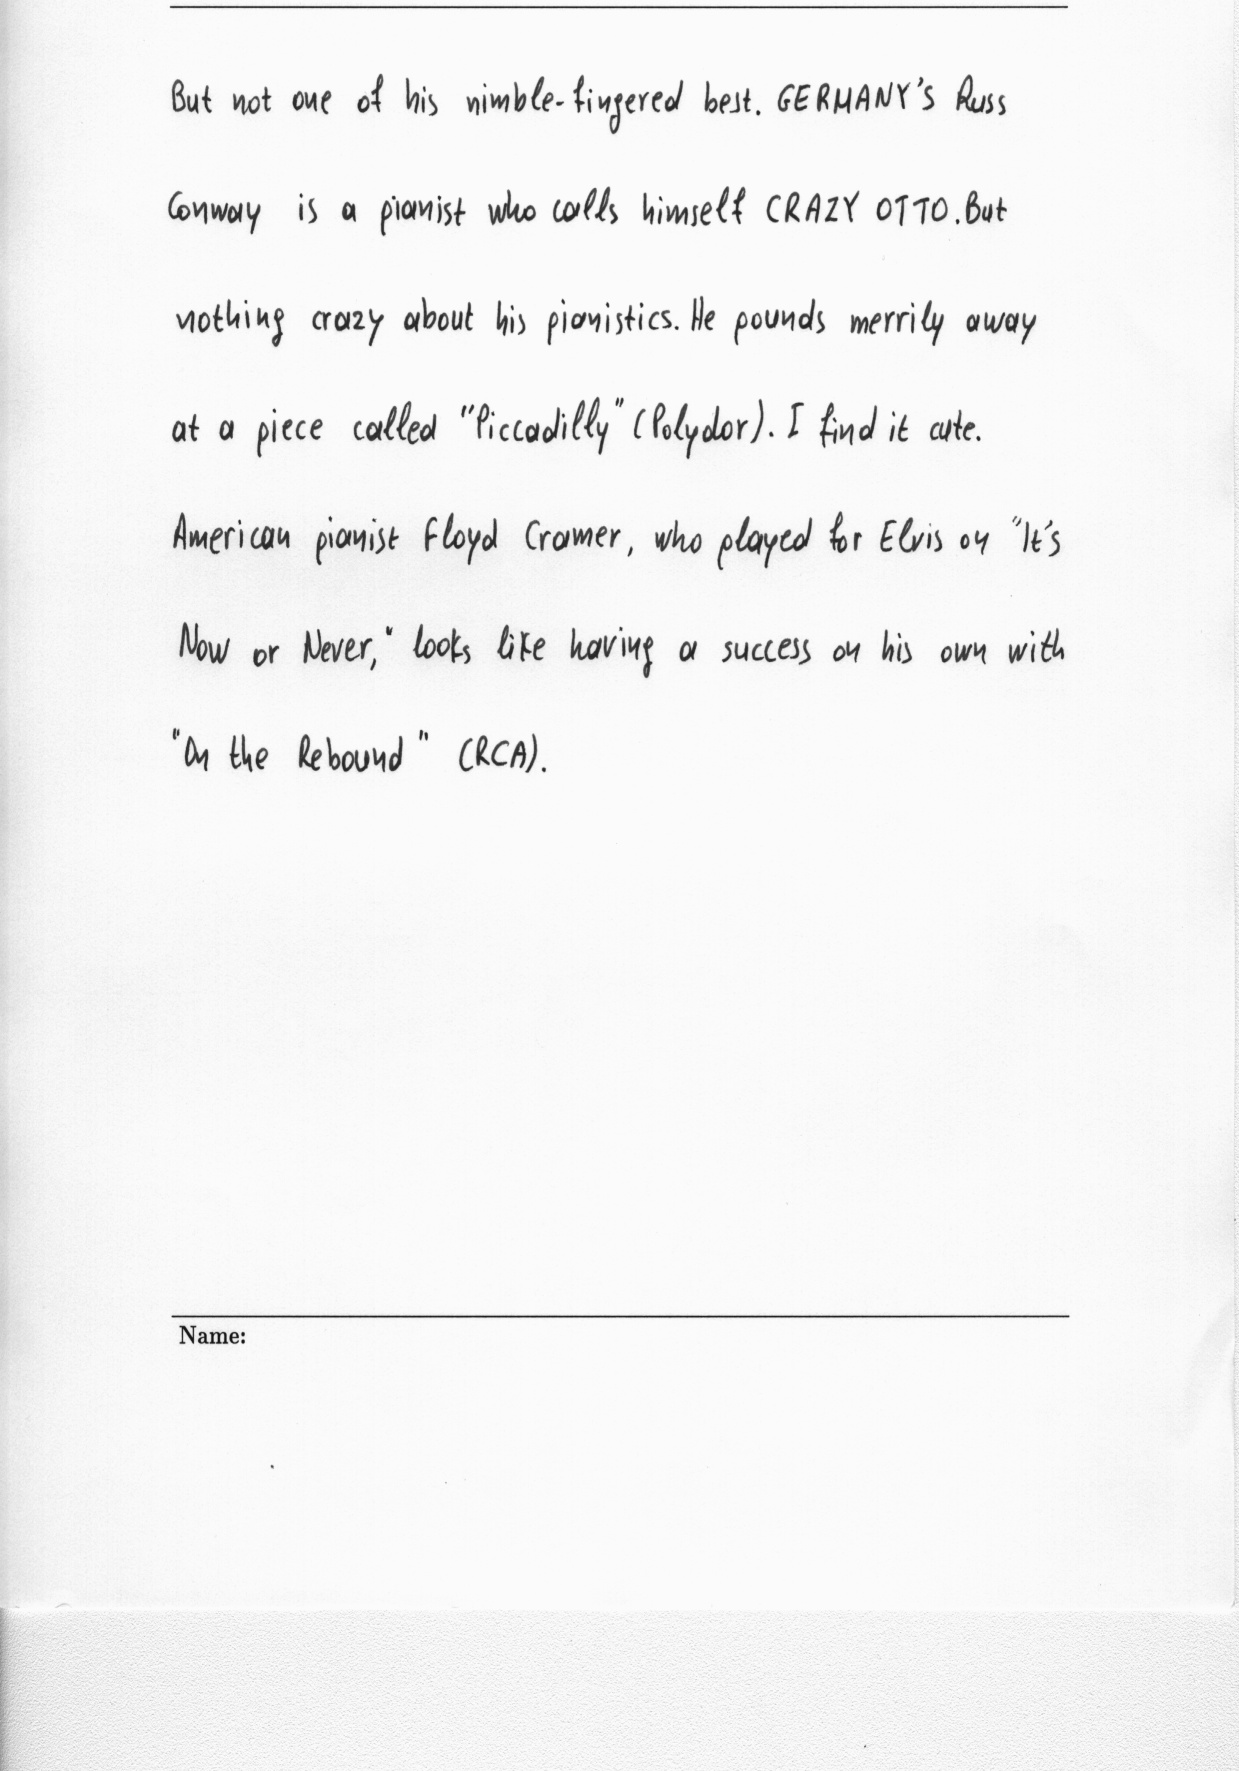 But not one of his nimble-fingered best. GERMANY'S Russ
Conway is a pianist who calls himself CRAZY OTTO. But
nothing crazy about his pianistics. He pounds merrily away
at a piece called "Piccadilly" (Polydor). I find it cute.
American pianist Floyd Cramer, who played for Elvis on "It's
Now or Never," looks like having a success on his own with
"On the Rebound" (RCA).
Name: